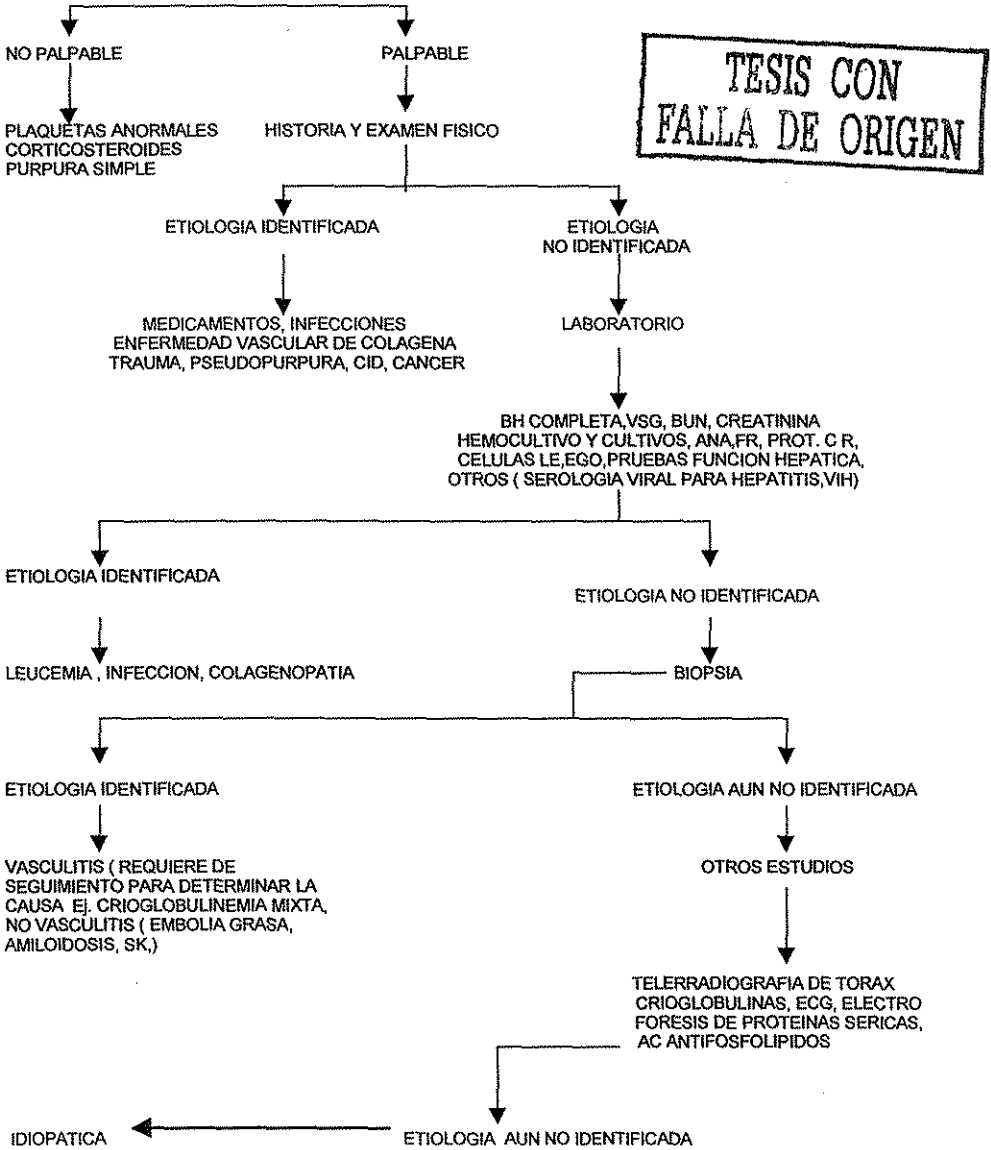 NO PALPABLE
PALPABLE
TESIS CON
FALLA DE ORIGEN
PLAQUETAS ANORMALES
CORTICOSTEROIDES
PURPURA SIMPLE
HISTORIA Y EXAMEN FISICO
ETIOLOGIA IDENTIFICADA
ETIOLOGIA
NO IDENTIFICADA
MEDICAMENTOS, INFECCIONES
ENFERMEDAD VASCULAR DE COLAGENA
TRAUMA, PSEUDOPURPURA, CID, CANCER
LABORATORIO
BH COMPLETA,VSG, BUN, CREATININA
HEMOCULTIVO Y CULTIVOS, ANA,FR, PROT. C R,
CELULAS LE,EGO,PRUEBAS FUNCION HEPATICA,
OTROS ( SEROLOGIA VIRAL PARA HEPATITIS,VIH)
ETIOLOGIA IDENTIFICADA
ETIOLOGIA NO IDENTIFICADA
LEUCEMIA , INFECCION, COLAGENOPATIA
BIOPSIA
ETIOLOGIA IDENTIFICADA
ETIOLOGIA AUN NO IDENTIFICADA
VASCULITIS ( REQUIERE DE
SEGUIMIENTO PARA DETERMINAR LA
CAUSA Ej. CRIOGLOBULINEMIA MIXTA,
NO VASCULITIS ( EMBOLIA GRASA,
AMILOIDOSIS, SK,)
OTROS ESTUDIOS
TELERRADIOGRAFIA DE TORAX
CRIOGLOBULINAS, ECG, ELECTRO
FORESIS DE PROTEINAS SERICAS,
AC ANTIFOSFOLIPIDOS
IDIOPATICA
ETIOLOGIA AUN NO IDENTIFICADA